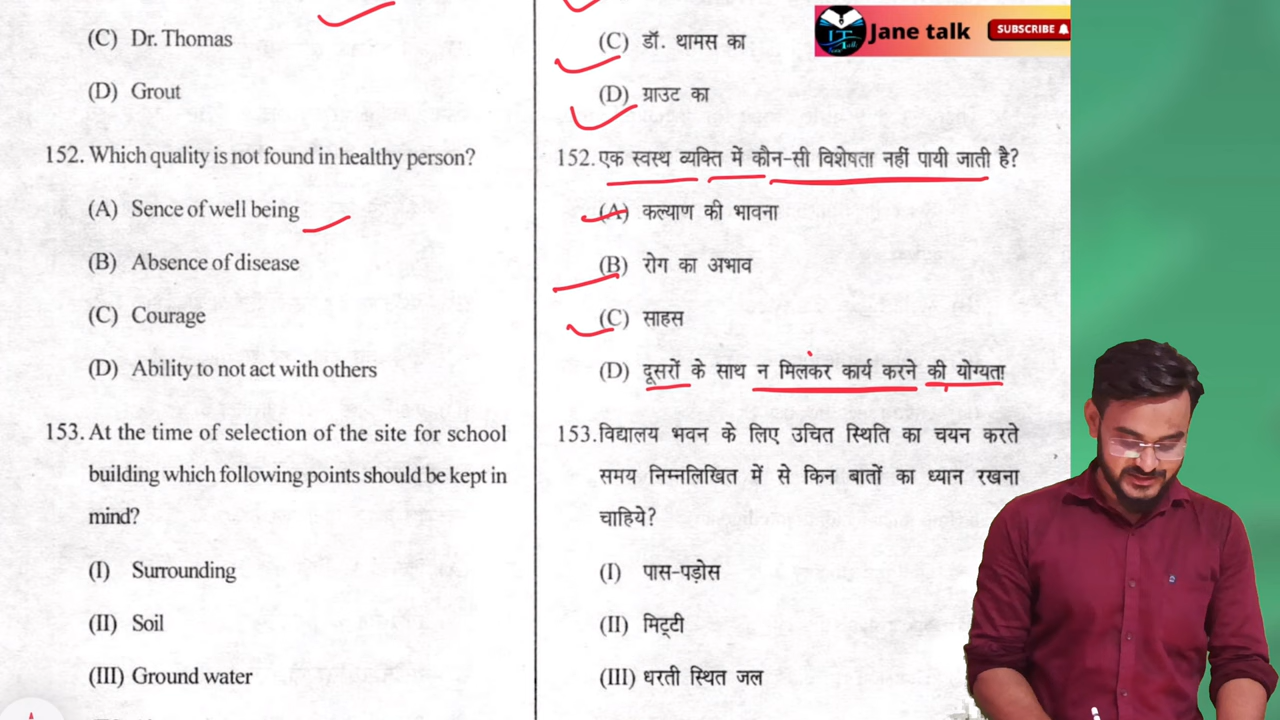 (C) Dr. Thomas
(D) Grout
152. Which quality is not found in healthy person?
(A) Sence of well being
(B) Absence of disease
(C) Courage
(D) Ability to not act with others
153. At the time of selection of the site for school
building which following points should be kept in
mind?
(I) Surrounding
(II) Soil
(III) Ground water
(C) डॉ. थामस का
(D) ग्राउट का
152. एक स्वस्थ व्यक्ति में कौन-सी विशेषता नहीं पायी जाती है?
(A) कल्याण की भावना
(B) रोग का अभाव
(C) साहस
(D) दूसरों के साथ न मिलकर कार्य करने की योग्यता
153. विद्यालय भवन के लिए उचित स्थिति का चयन करते
समय निम्नलिखित में से किन बातों का ध्यान रखना
चाहिये?
(I) पास-पड़ोस
(II) मिट्टी
(III) धरती स्थित जल
Jane talk
SUBSCRIBE